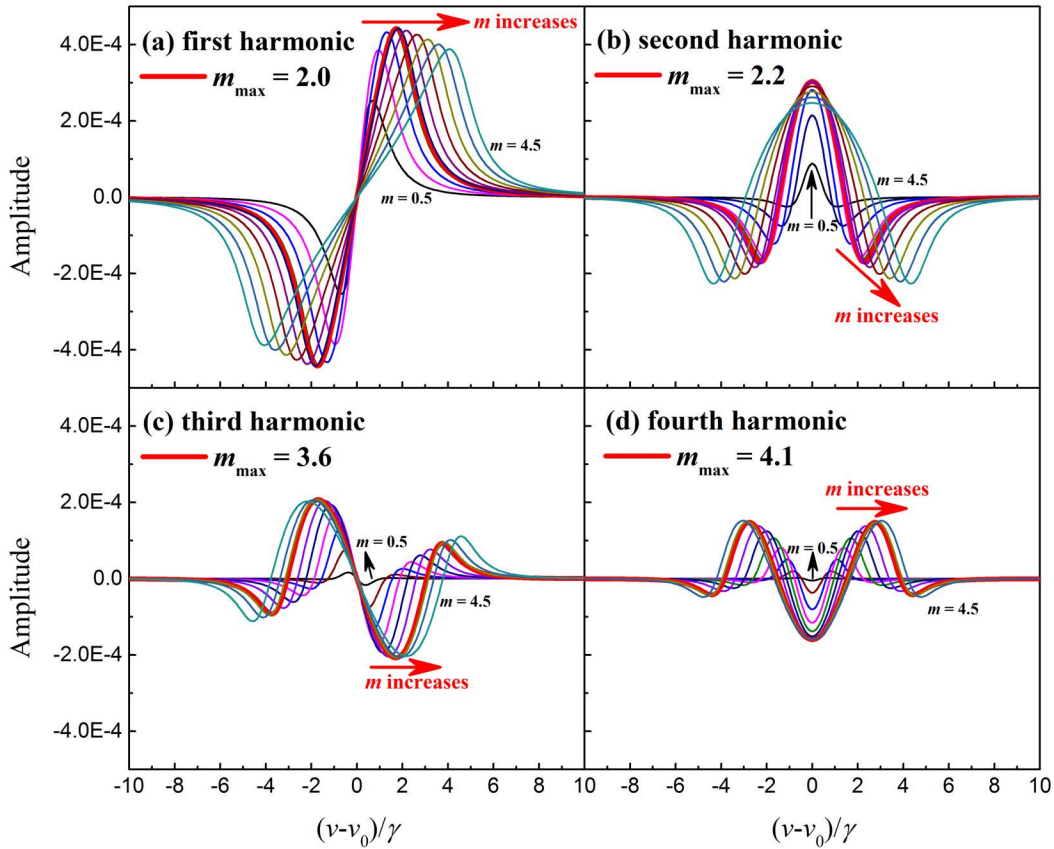 (a) first harmonic
m_max = 2.0
m increases
m = 4.5
m = 0.5
(b) second harmonic
m_max = 2.2
m = 4.5
m = 0.5
m increases
4.0E-4
2.0E-4
0.0
-2.0E-4
-4.0E-4
Amplitude
(c) third harmonic
m_max = 3.6
m = 0.5
m = 4.5
m increases
(d) fourth harmonic
m_max = 4.1
m increases
m = 0.5
m = 4.5
4.0E-4
2.0E-4
0.0
-2.0E-4
-4.0E-4
Amplitude
-10 -8 -6 -4 -2 0 2 4 6 8
-10 -8 -6 -4 -2 0 2 4 6 8 10
(ν-ν₀)/γ
(ν-ν₀)/γ